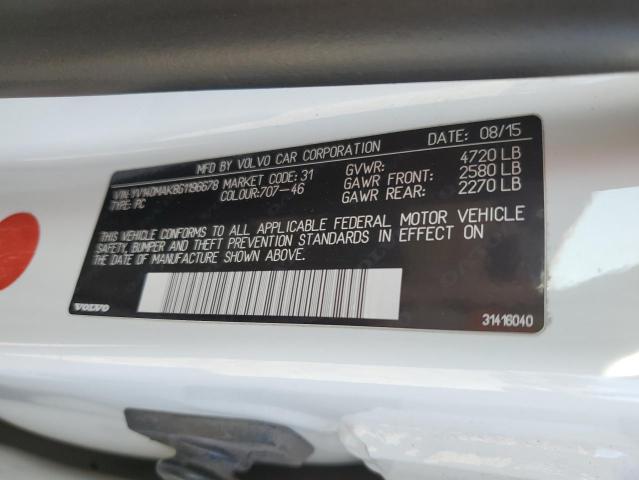 MFD BY VOLVO CAR CORPORATION DATE: 08/15
VIN: YV140MAK8G1196678 MARKET CODE: 31 GVWR: 4720 LB
TYPE: PC COLOUR:707-46 GAWR FRONT: 2580 LB
GAWR REAR: 2270 LB
THIS VEHICLE CONFORMS TO ALL APPLICABLE FEDERAL MOTOR VEHICLE
SAFETY, BUMPER AND THEFT PREVENTION STANDARDS IN EFFECT ON
THE DATE OF MANUFACTURE SHOWN ABOVE.
VOLVO
31416040